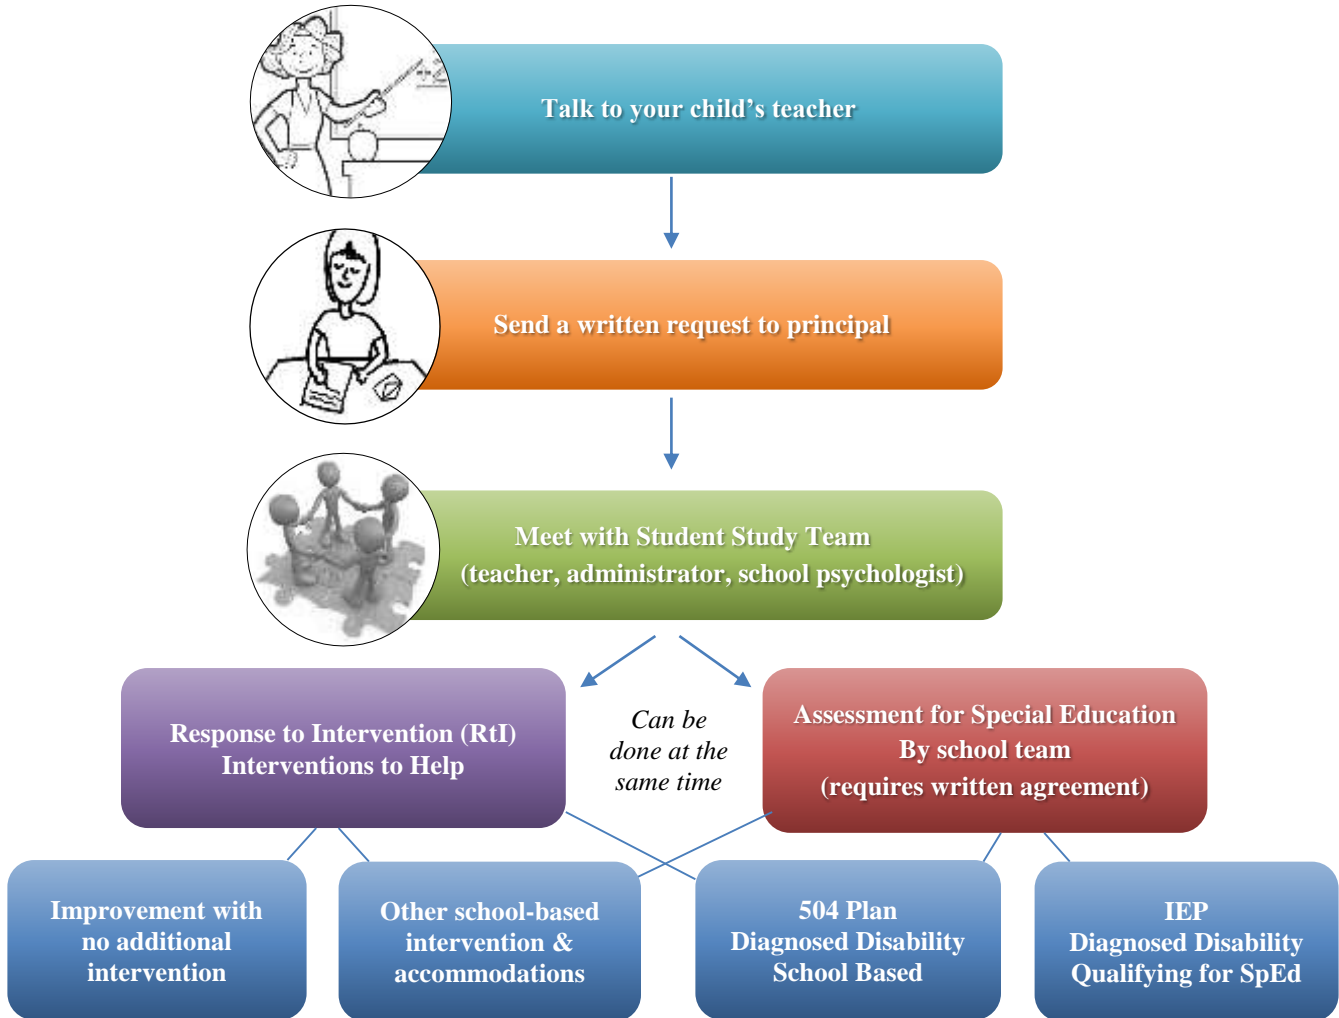 Talk to your child’s teacher
Send a written request to principal
Meet with Student Study Team
(teacher, administrator, school psychologist)
Response to Intervention (RtI)
Interventions to Help
Can be
done at the
same time
Assessment for Special Education
By school team
(requires written agreement)
Improvement with
no additional
intervention
Other school-based
intervention &
accommodations
504 Plan
Diagnosed Disability
School Based
IEP
Diagnosed Disability
Qualifying for SpEd